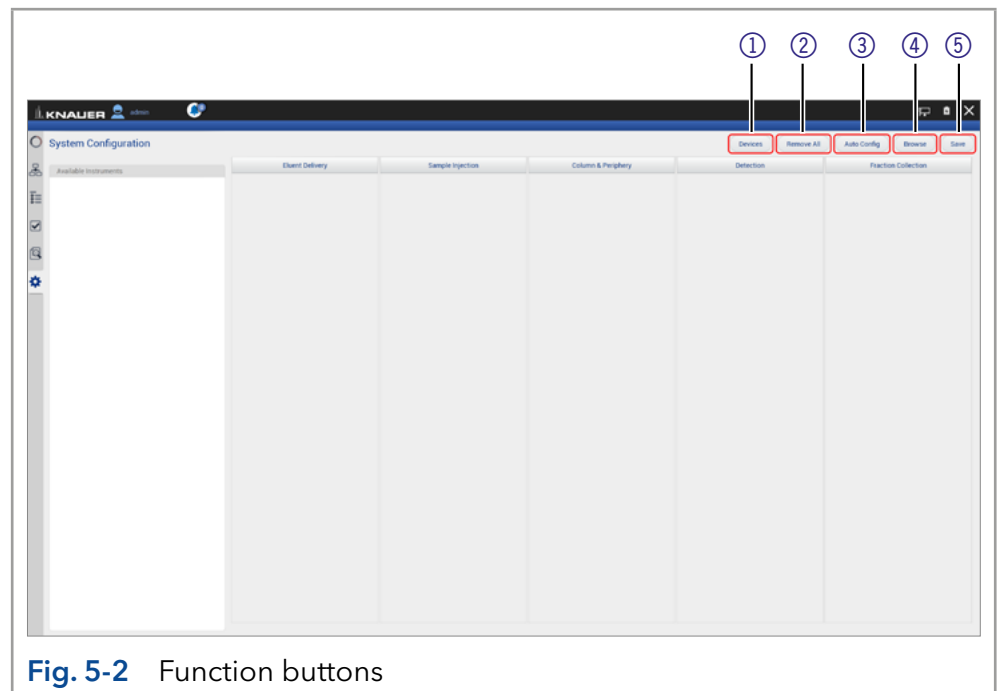 ① ② ③ ④ ⑤
KNAUER admin
System Configuration Devices Remove All Auto Config Browse Save
Available Instruments Eluent Delivery Sample Injection Column & Periphery Detection Fraction Collection
Fig. 5-2 Function buttons